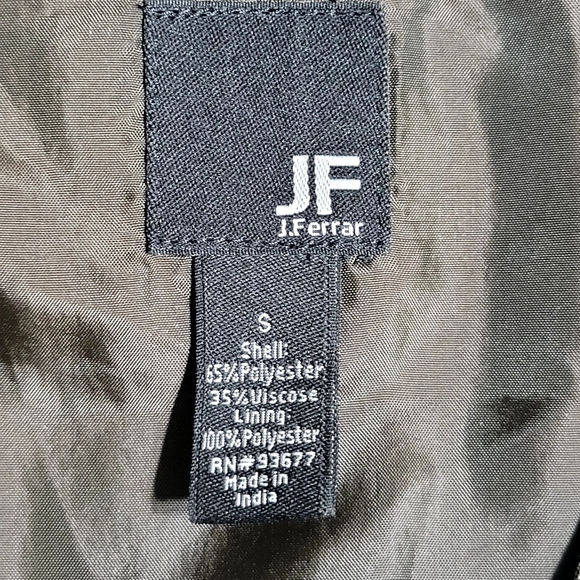 JF
J.Ferrar
S
Shell:
65%Polyester
35%Viscose
Lining:
100%Polyester
RN#93677
Made in
India